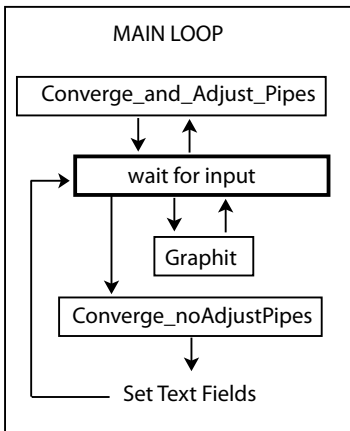 MAIN LOOP
Converge_and_Adjust_Pipes
wait for input
Graphit
Converge_noAdjustPipes
Set Text Fields